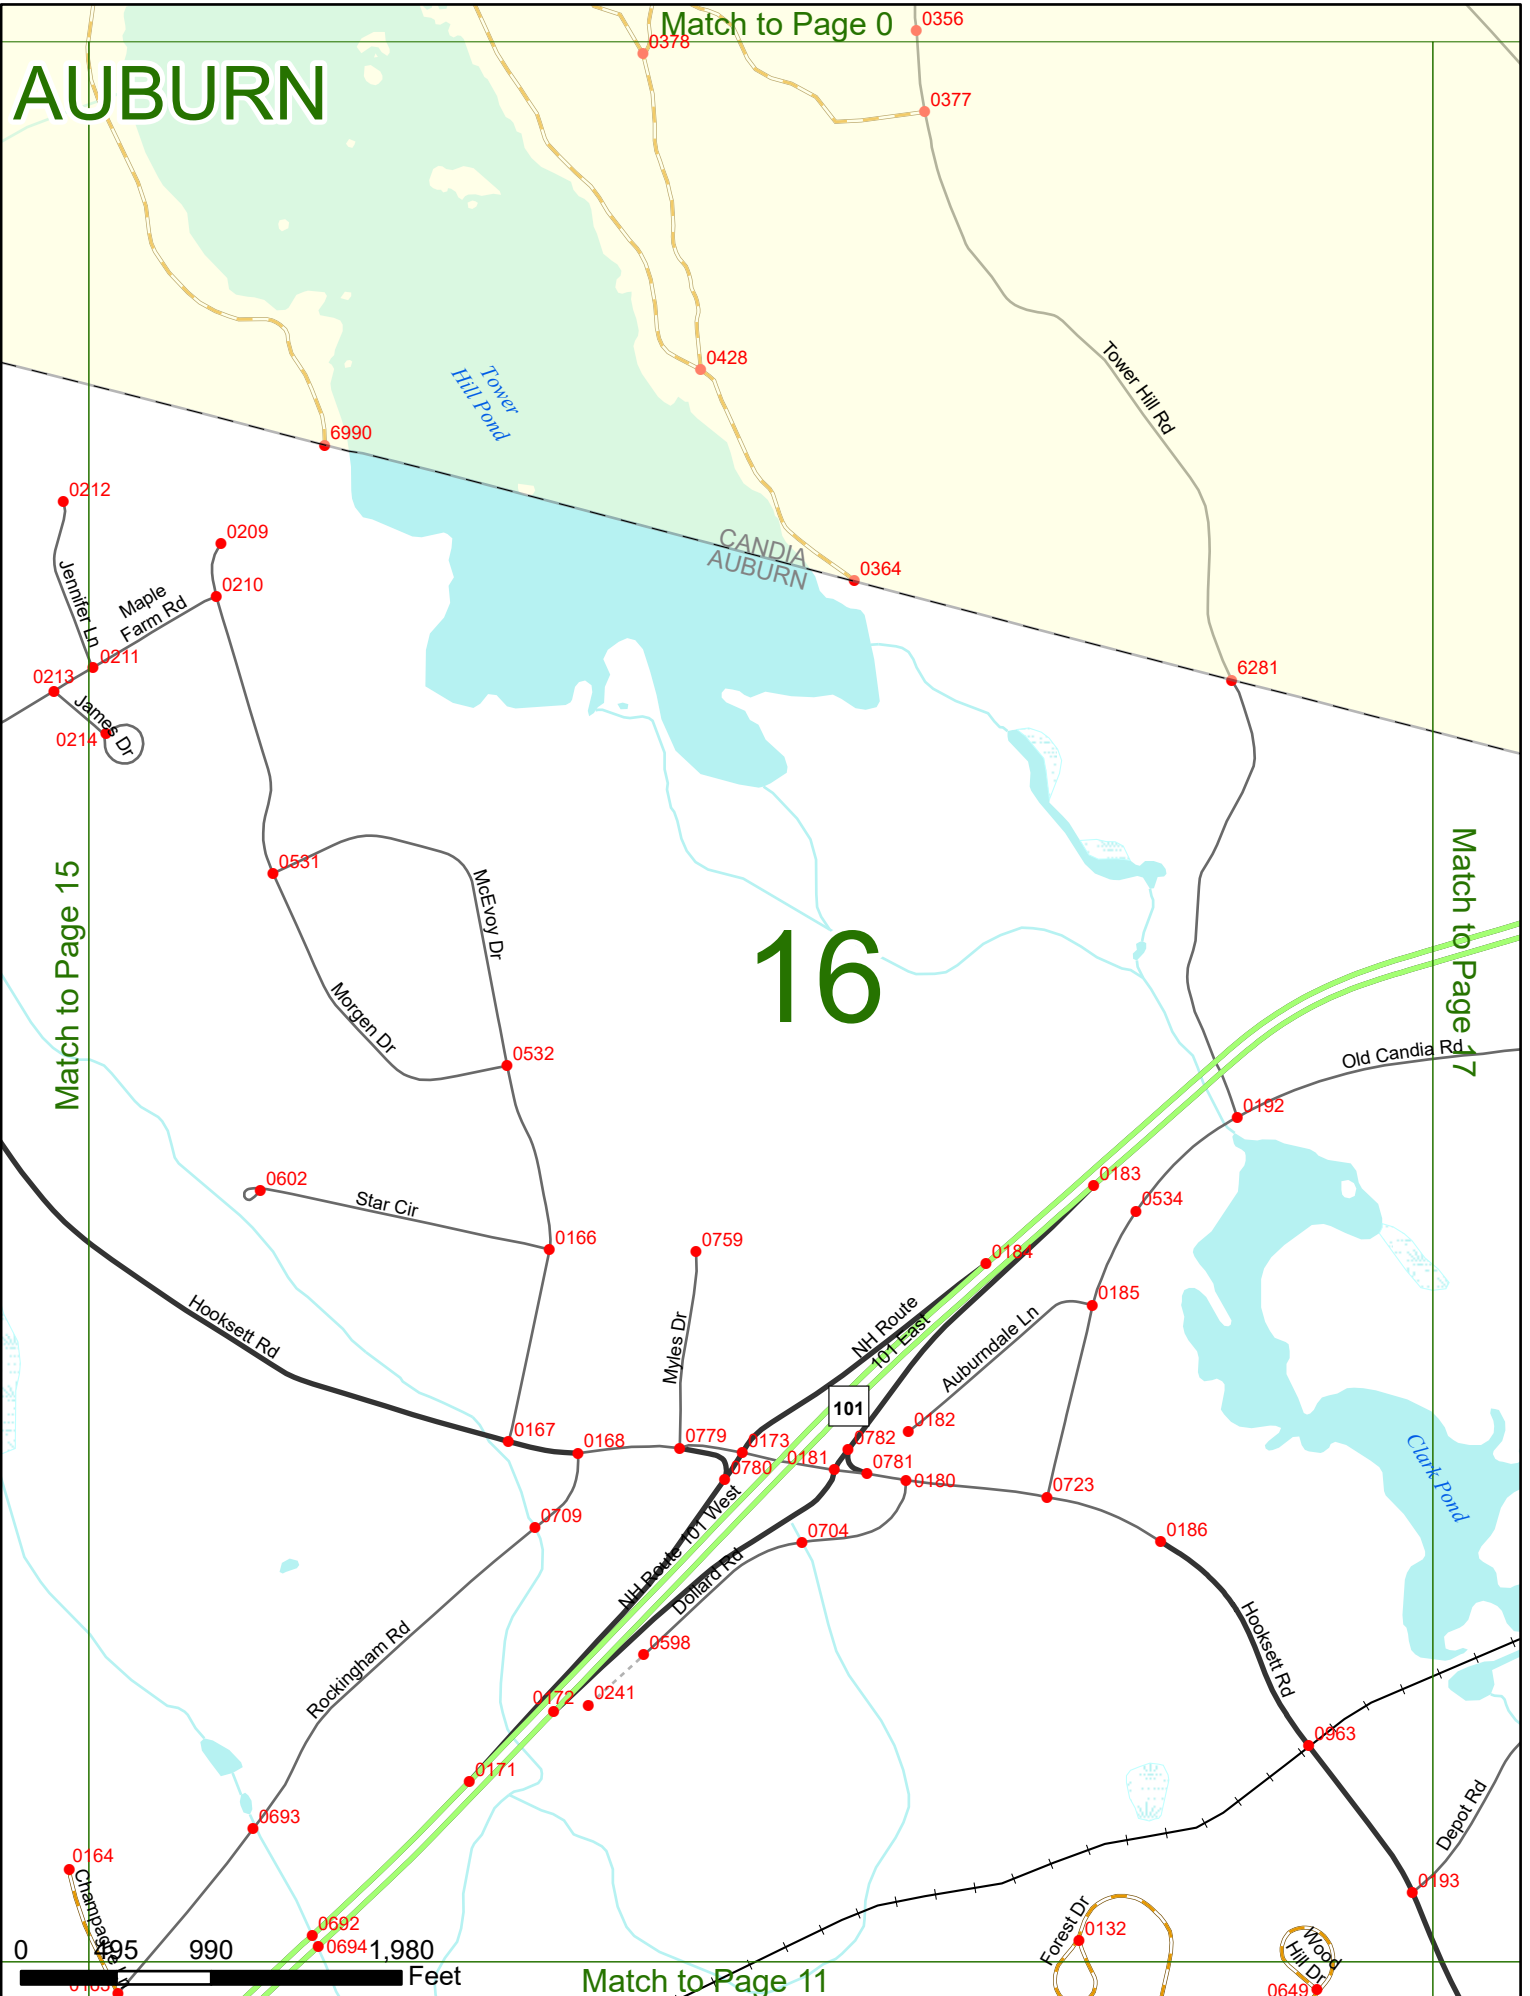 Match to Page 0
0356
0378
AUBURN
0377
Tower Hill Rd
0428
Tower
Hill Pond
6990
0212
0209
CANDIA
AUBURN
0364
Jennifer Ln
0210
Maple
Farm Rd
0211
0213
6281
James Dr
0214
Match to Page 15
0531
McEvoy Dr
16
Match to Page 17
Morgen Dr
0532
Old Candia Rd
0192
0602
Star Cir
0183
0534
0166
0759
0184
Hooksett Rd
0185
Myles Dr
NH Route
101 East
Auburndale Ln
101
0182
0167
0168
0779
0173
0782
0181
0781
0780
0180
0723
Clark Pond
0709
NH Route 101 West
0704
0186
Dollard Rd
Rockingham Rd
0598
Hooksett Rd
0172
0241
0963
0171
Depot Rd
0693
0164
0193
Champagne Ln
0692
0694
Forest Dr
0132
Wood
Hill Dr
0 495 990 1,980
Feet
Match to Page 11
0649